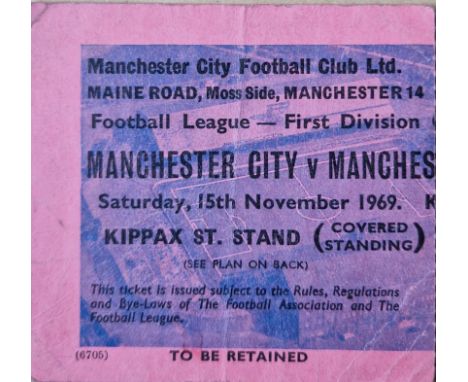 Manchester City Football Club Ltd.
MAINE ROAD, Moss Side, MANCHESTER 14
Football League — First Division
MANCHESTER CITY v MANCHES
Saturday, 15th November 1969. K
KIPPAX ST. STAND (COVERED STANDING)
(SEE PLAN ON BACK)
This ticket is issued subject to the Rules, Regulations
and Bye-Laws of The Football Association and The
Football League.
(6705) TO BE RETAINED